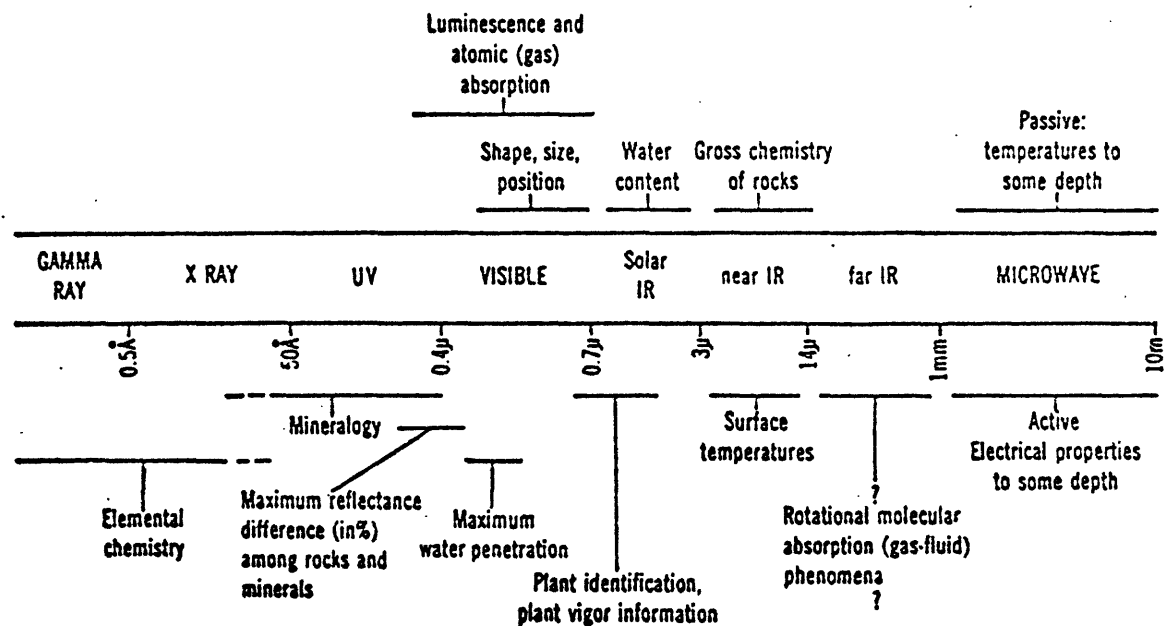 Luminescence and
atomic (gas)
absorption
Shape, size,
position
Water
content
Gross chemistry
of rocks
Passive:
temperatures to
some depth
GAMMA
RAY
X RAY
UV
VISIBLE
Solar
IR
near IR
far IR
MICROWAVE
0.5Å
50Å
0.4μ
0.7μ
3μ
14μ
1mm
10m
Mineralogy
Surface
temperatures
Active
Electrical properties
to some depth
Elemental
chemistry
Maximum reflectance
difference (in%)
among rocks and
minerals
Maximum
water penetration
Plant identification,
plant vigor information
?
Rotational molecular
absorption (gas-fluid)
phenomena
?